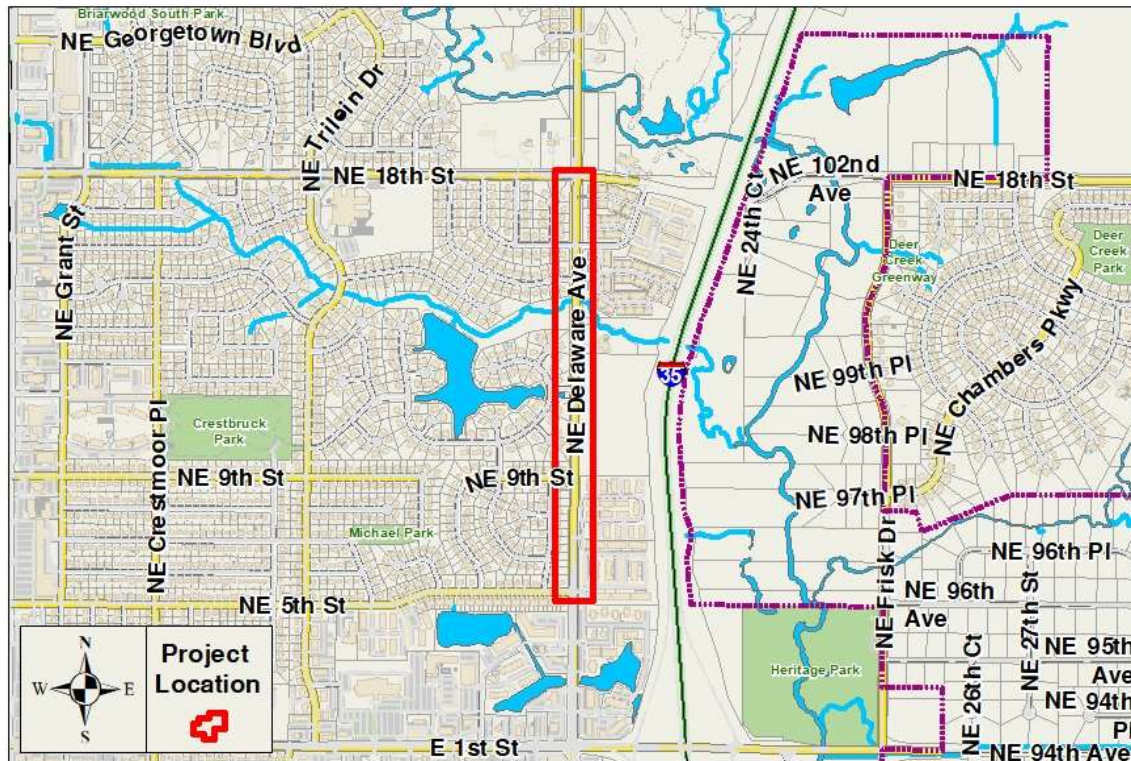 Briarwood South Park
NE Georgetown Blvd
NE Trilein Dr
NE 18th St
NE 102nd
Ave
NE 18th St
NE 24th Ct
NE Grant St
NE Delaware Ave
Deer
Creek
Greenway
Deer
Creek
Park
NE Chambers Pkwy
35
NE 99th Pl
Crestbruck
Park
NE Crestmoor Pl
NE 9th St
NE 9th St
NE 98th Pl
NE 97th Pl
Michael Park
NE Frisk Dr
NE 96th Pl
NE 5th St
NE 96th
Ave
NE 27th St
NE 26th Ct
NE 95th
Ave
NE 94th
Pl
NE 94th Ave
Heritage Park
E 1st St
N
W
E
S
Project
Location